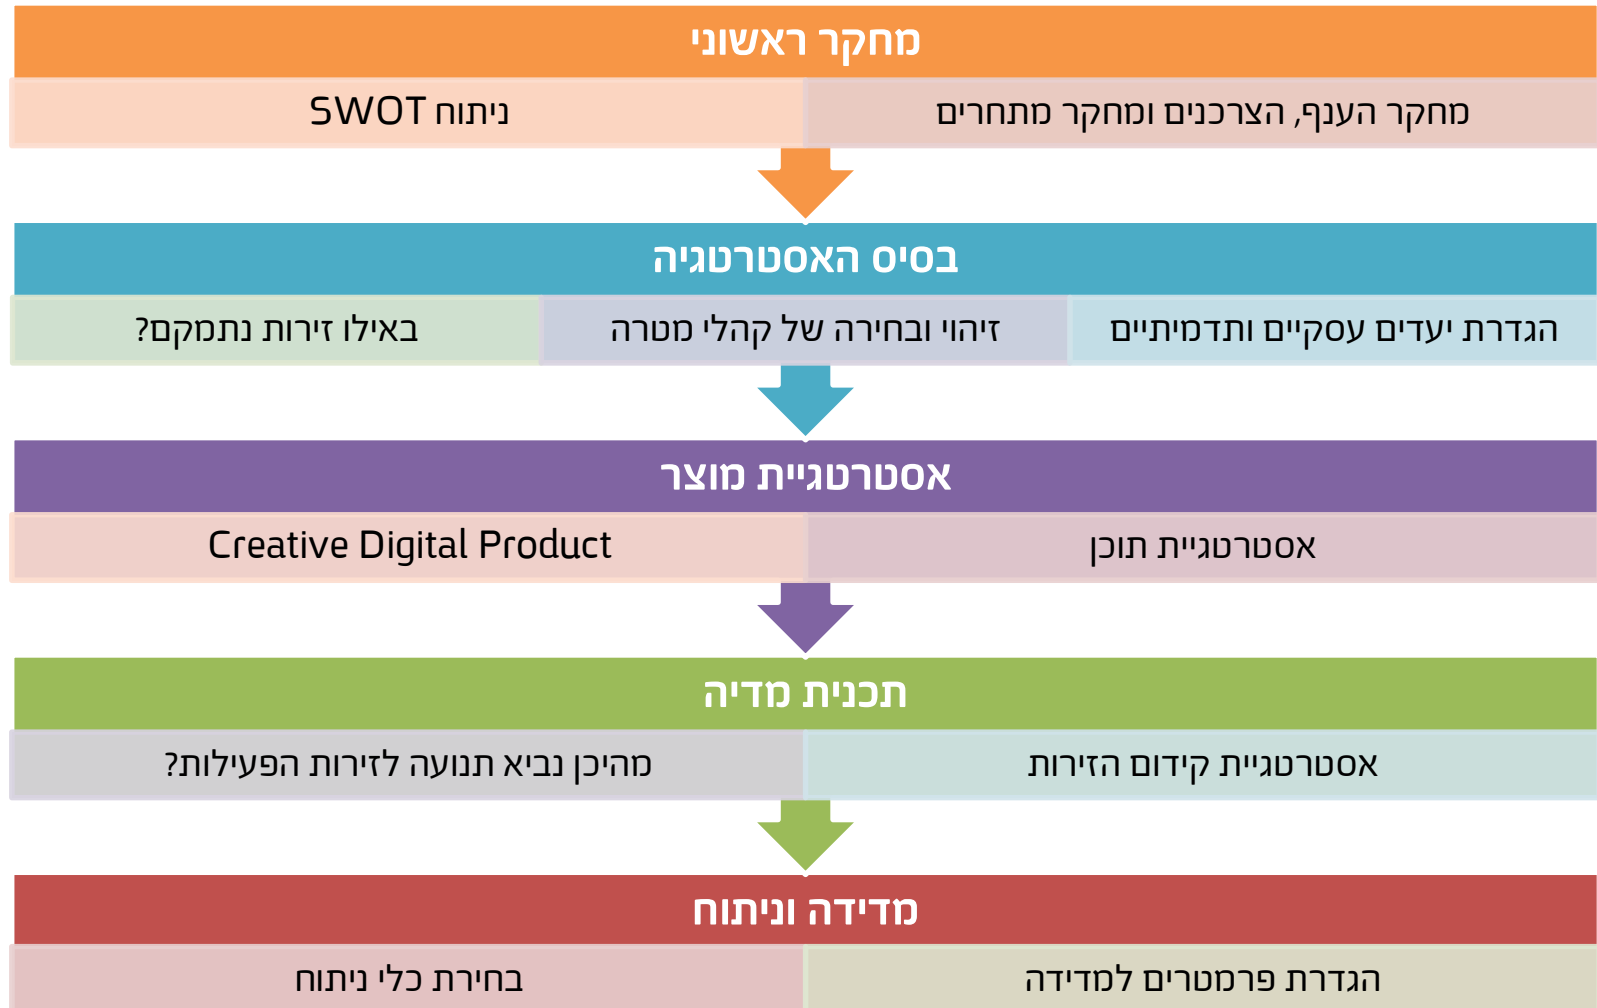 מחקר ראשוני
מחקר הענף, הצרכנים ומחקר מתחרים
ניתוח SWOT
בסיס האסטרטגיה
הגדרת יעדים עסקיים ותדמיתיים
זיהוי ובחירה של קהלי מטרה
באילו זירות נתמקם?
אסטרטגיית מוצר
אסטרטגיית תוכן
Creative Digital Product
תכנית מדיה
אסטרטגיית קידום הזירות
מהיכן נביא תנועה לזירות הפעילות?
מדידה וניתוח
הגדרת פרמטרים למדידה
בחירת כלי ניתוח